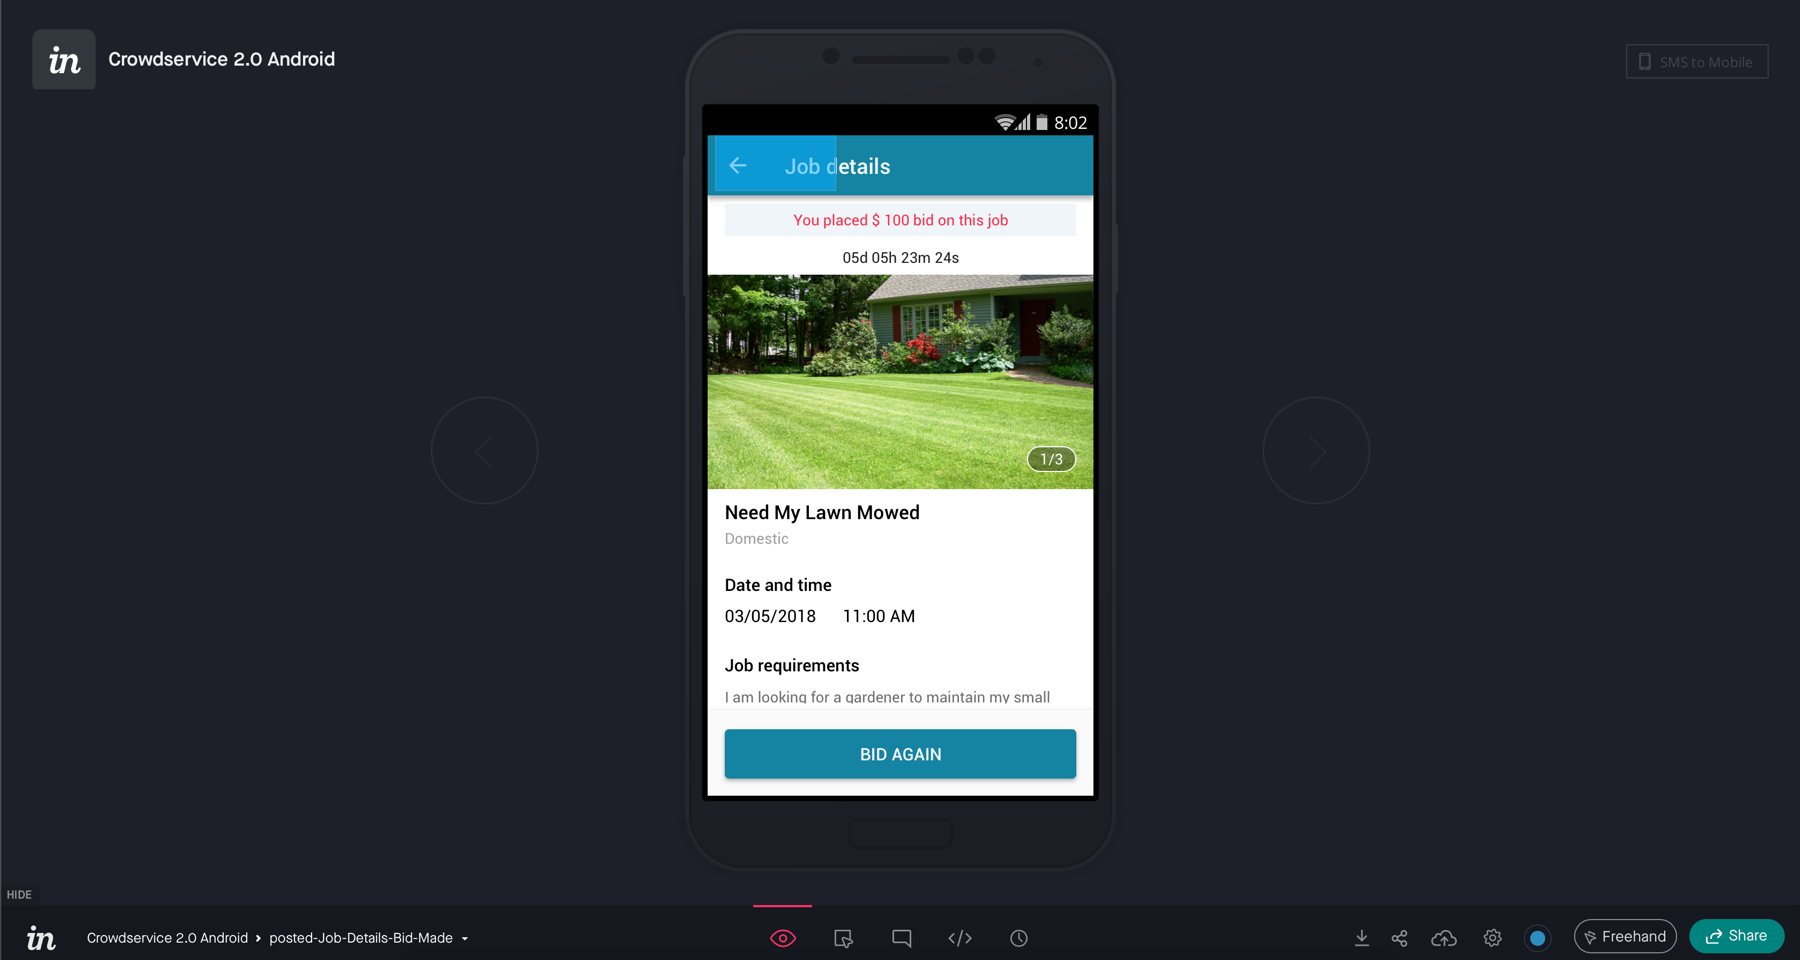 in Crowdservice 2.0 Android
SMS to Mobile
8:02
Job details
You placed $ 100 bid on this job
05d 05h 23m 24s
1/3
Need My Lawn Mowed
Domestic
Date and time
03/05/2018 11:00 AM
Job requirements
I am looking for a gardener to maintain my small
BID AGAIN
HIDE
in Crowdservice 2.0 Android › posted-Job-Details-Bid-Made
Freehand
Share